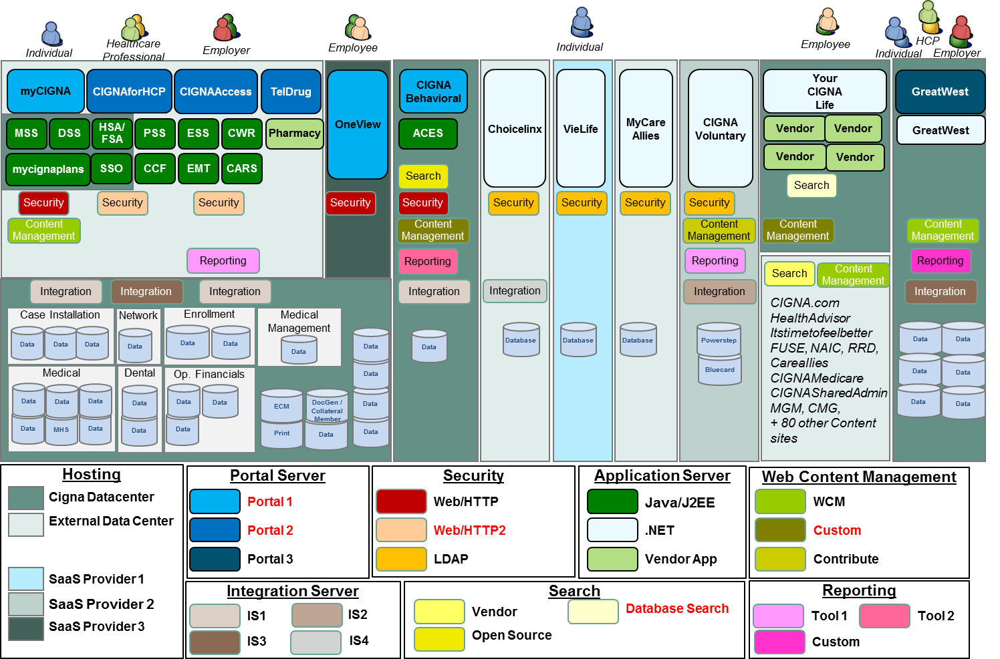 Individual
Healthcare
Professional
Employer
Employee
Individual
Employee
Individual
HCP
Employer
myCIGNA
CIGNAforHCP
CIGNAAccess
TelDrug
OneView
CIGNA
Behavioral
Choicelinx
VieLife
MyCare
Allies
CIGNA
Voluntary
Your
CIGNA
Life
GreatWest
GreatWest
MSS
DSS
HSA/
FSA
PSS
ESS
CWR
Pharmacy
ACES
Vendor
Vendor
mycignaplans
SSO
CCF
EMT
CARS
Vendor
Vendor
Search
Search
Security
Security
Security
Security
Security
Security
Security
Security
Security
Content
Management
Content
Management
Content
Management
Content
Management
Content
Management
Reporting
Reporting
Reporting
Reporting
Search
Content
Management
Integration
Integration
Integration
Integration
Integration
Integration
Integration
CIGNA.com
HealthAdvisor
Itstimetofeelbetter
FUSE, NAIC, RRD,
Careallies
CIGNAMedicare
CIGNASharedAdmin
MGM, CMG,
+ 80 other Content
sites
Case Installation
Data
Data
Data
Network
Data
Enrollment
Data
Data
Medical
Management
Data
Data
Data
Data
Data
Data
Database
Database
Database
Powerstep
Bluecard
Data
Data
Data
Data
Data
Data
Medical
Data
Data
Data
Data
MHS
Data
Dental
Data
Data
Op. Financials
Data
Data
Data
ECM
Print
DocGen /
Collateral
Member
Data
Hosting
Cigna Datacenter
External Data Center
SaaS Provider 1
SaaS Provider 2
SaaS Provider 3
Portal Server
Portal 1
Portal 2
Portal 3
Security
Web/HTTP
Web/HTTP2
LDAP
Application Server
Java/J2EE
.NET
Vendor App
Web Content Management
WCM
Custom
Contribute
Integration Server
IS1
IS2
IS3
IS4
Search
Vendor
Database Search
Open Source
Reporting
Tool 1
Tool 2
Custom